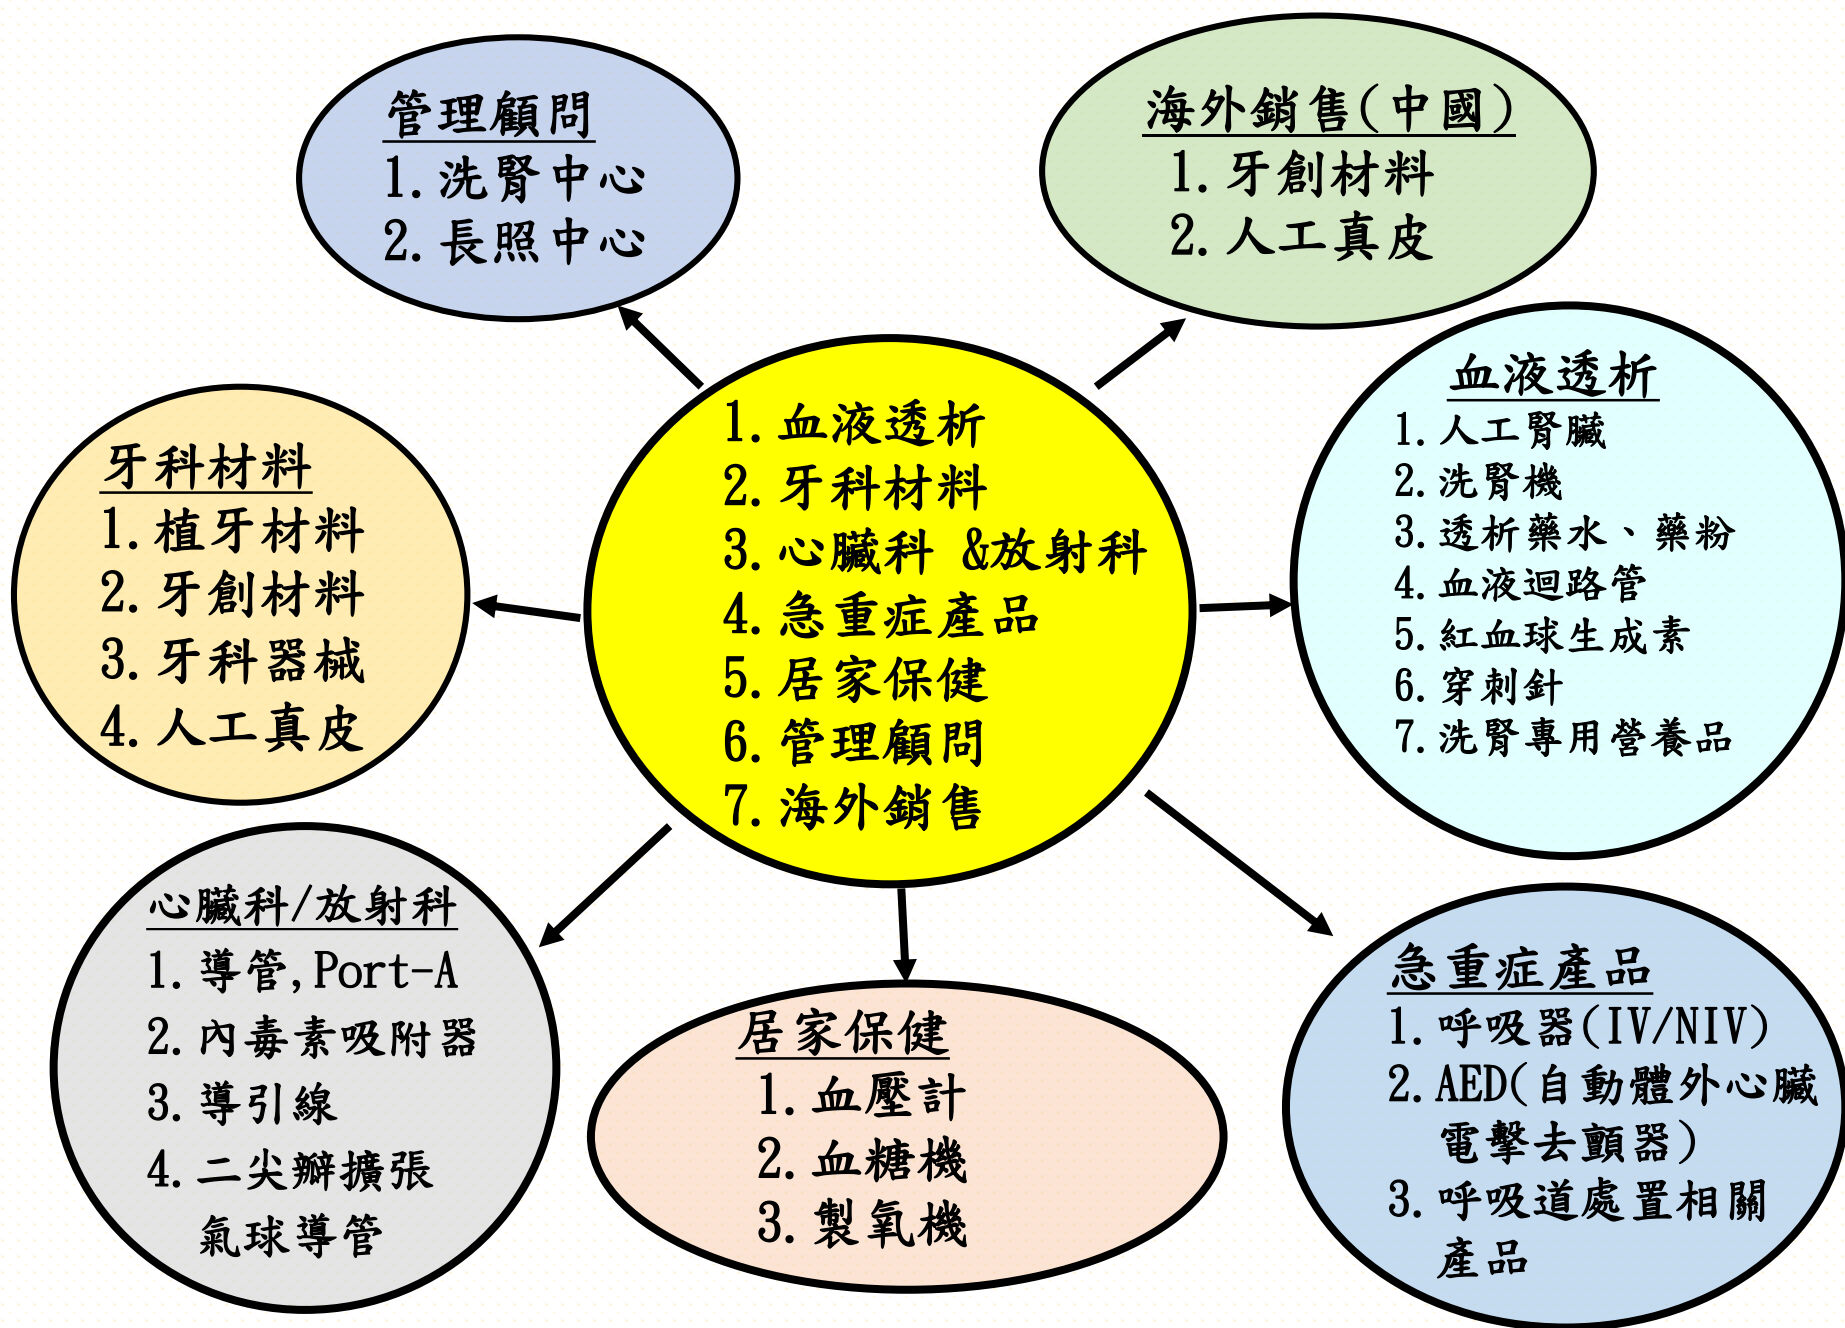 管理顧問
1.洗腎中心
2.長照中心
海外銷售(中國)
1.牙創材料
2.人工真皮
1.血液透析
2.牙科材料
3.心臟科 &放射科
4.急重症產品
5.居家保健
6.管理顧問
7.海外銷售
血液透析
1.人工腎臟
2.洗腎機
3.透析藥水、藥粉
4.血液迴路管
5.紅血球生成素
6.穿刺針
7.洗腎專用營養品
牙科材料
1.植牙材料
2.牙創材料
3.牙科器械
4.人工真皮
心臟科/放射科
1.導管,Port-A
2.內毒素吸附器
3.導引線
4.二尖瓣擴張
氣球導管
居家保健
1.血壓計
2.血糖機
3.製氧機
急重症產品
1.呼吸器(IV/NIV)
2.AED(自動體外心臟
電擊去顫器)
3.呼吸道處置相關
產品